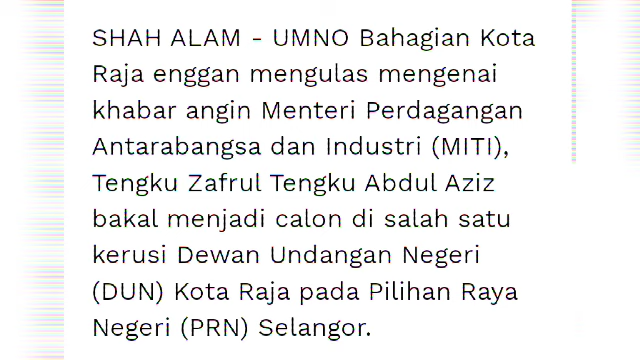 SHAH ALAM - UMNO Bahagian Kota
Raja enggan mengulas mengenai
khabar angin Menteri Perdagangan
Antarabangsa dan Industri (MITI),
Tengku Zafrul Tengku Abdul Aziz
bakal menjadi calon di salah satu
kerusi Dewan Undangan Negeri
(DUN) Kota Raja pada Pilihan Raya
Negeri (PRN) Selangor.